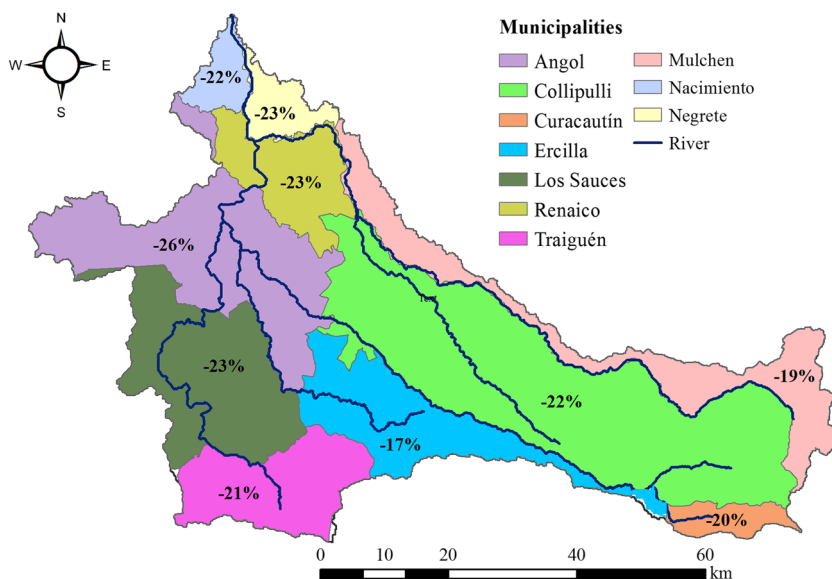 N
W E
S
Municipalities
Angol
Collipulli
Curacautín
Ercilla
Los Sauces
Renaico
Traiguén
Mulchen
Nacimiento
Negrete
River
-22%
-23%
-23%
-26%
-23%
-19%
-22%
-17%
-21%
-20%
0 10 20 40 60
km